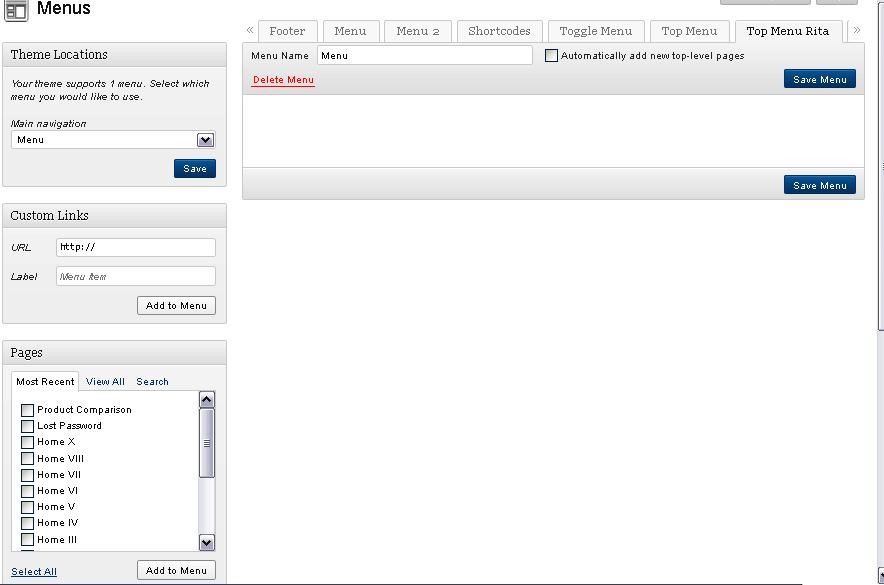 Menus
Theme Locations
Your theme supports 1 menu. Select which
menu you would like to use.
Main navigation
Menu
Save
Custom Links
URL http://
Label Menu Item
Add to Menu
Pages
Most Recent View All Search
Product Comparison
Lost Password
Home X
Home VIII
Home VII
Home VI
Home V
Home IV
Home III
Select All Add to Menu
« Footer Menu Menu 2 Shortcodes Toggle Menu Top Menu Top Menu Rita »
Menu Name Menu Automatically add new top-level pages
Delete Menu Save Menu
Save Menu